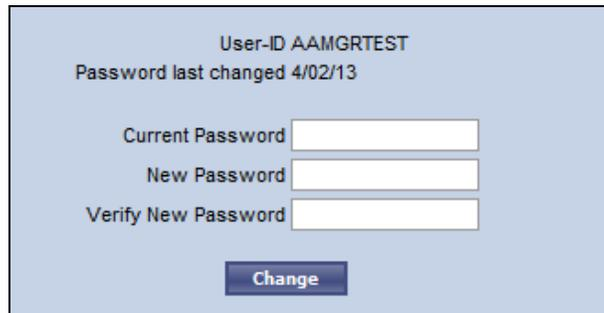 User-ID AAMGRTEST
Password last changed 4/02/13
Current Password
New Password
Verify New Password
Change